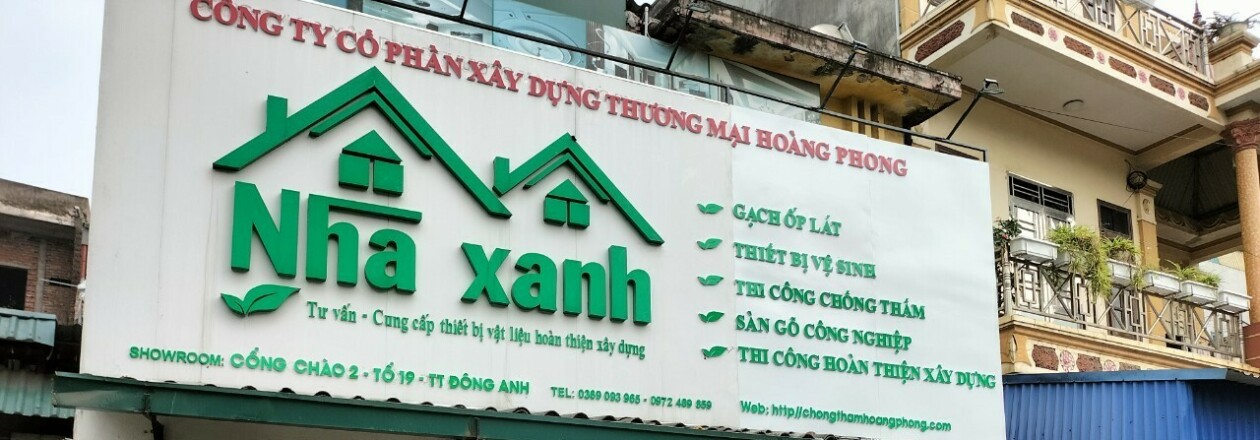 CÔNG TY CỔ PHẦN XÂY DỰNG THƯƠNG MẠI HOÀNG PHONG
Nhà xanh
Tư vấn - Cung cấp thiết bị vật liệu hoàn thiện xây dựng
GẠCH ỐP LÁT
THIẾT BỊ VỆ SINH
THI CÔNG CHỐNG THẤM
SÀN GỖ CÔNG NGHIỆP
THI CÔNG HOÀN THIỆN XÂY DỰNG
SHOWROOM: CỔNG CHÀO 2 - TỔ 19 - TT ĐÔNG ANH
TEL: 0389 093 965 - 0972 489 859
Web: http//chongthamhoangphong.com